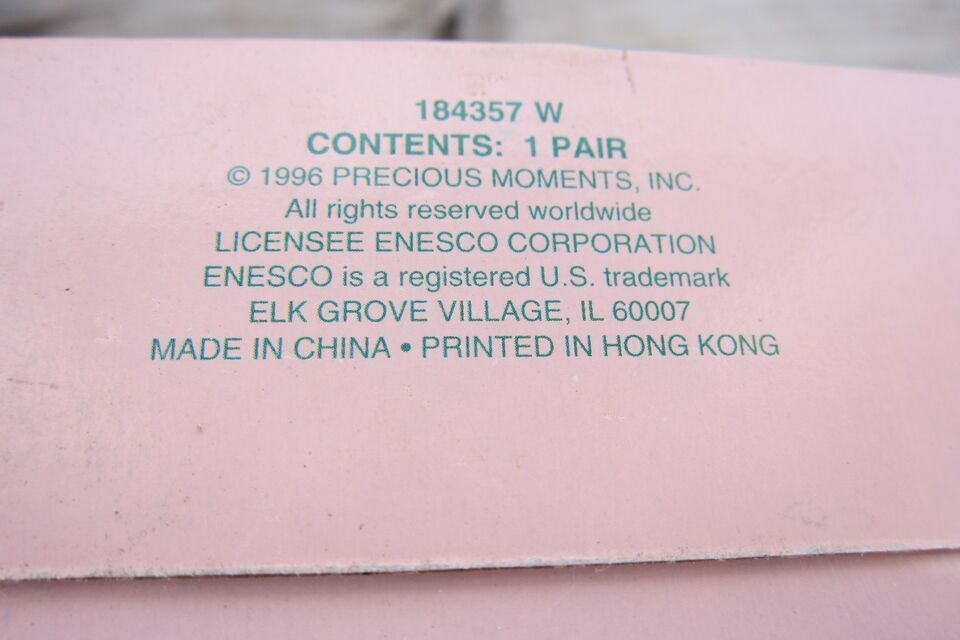 184357 W
CONTENTS: 1 PAIR
© 1996 PRECIOUS MOMENTS, INC.
All rights reserved worldwide
LICENSEE ENESCO CORPORATION
ENESCO is a registered U.S. trademark
ELK GROVE VILLAGE, IL 60007
MADE IN CHINA • PRINTED IN HONG KONG